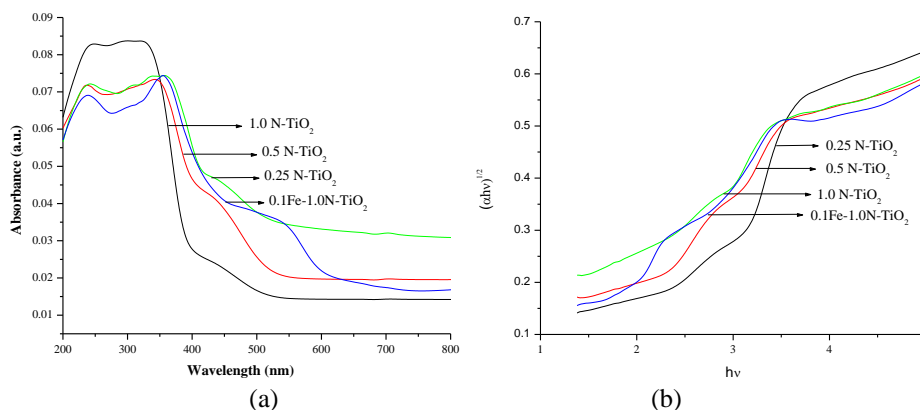 (a)
0.09
0.08
0.07
0.06
0.05
0.04
0.03
0.02
0.01
Absorbance (a.u.)
1.0 N-TiO₂
0.5 N-TiO₂
0.25 N-TiO₂
0.1Fe-1.0N-TiO₂
200 300 400 500 600 700 800
Wavelength (nm)
(a)
b)
0.7
0.6
0.5
0.4
0.3
0.2
0.1
(αhν)^1/2
0.25 N-TiO₂
0.5 N-TiO₂
1.0 N-TiO₂
0.1Fe-1.0N-TiO₂
1 2 3 4
hν
(b)